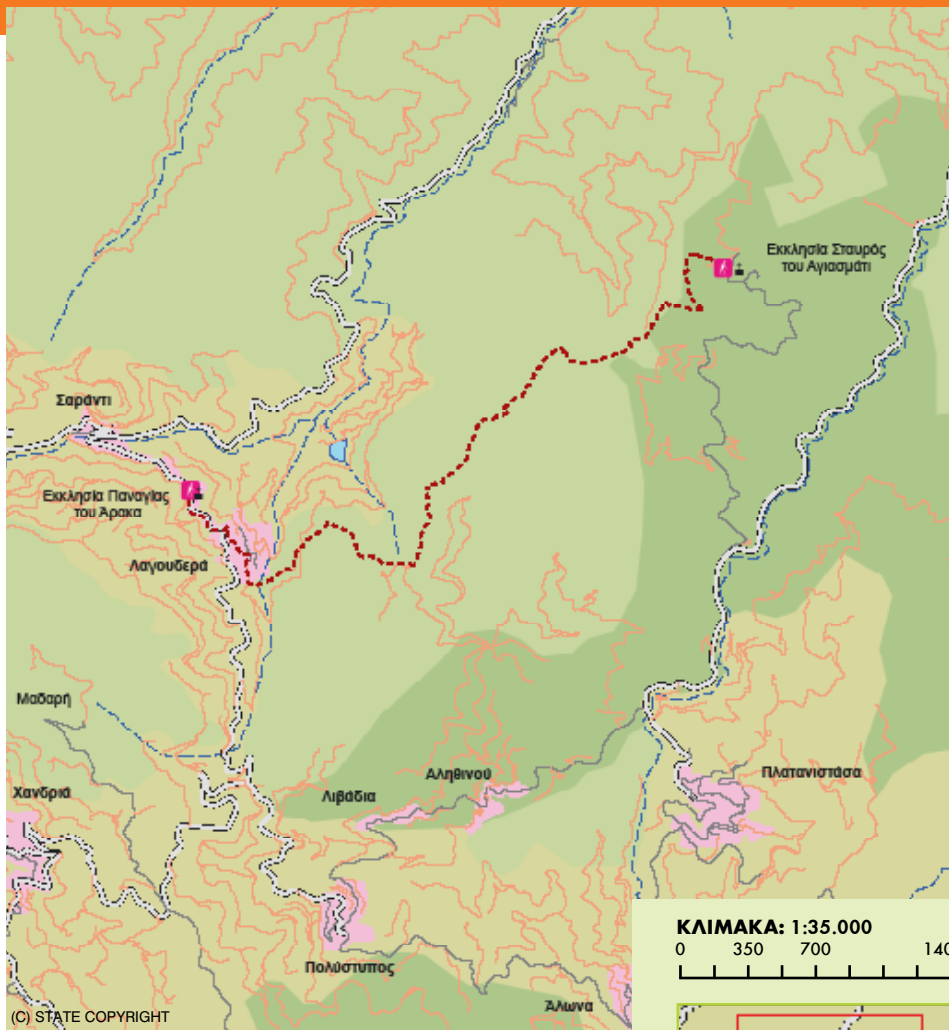 Εκκλησία Σταυρός
του Αγιασμάτι
Σαράντι
Εκκλησία Παναγίας
του Άρακα
Λαγουδερά
Μαδαρή
Χανδριά
Λιβάδια
Αληθινού
Πλατανιστάσα
Πολύστυπος
Άλωνα
ΚΛΙΜΑΚΑ: 1:35.000
0 350 700 140
(C) STATE COPYRIGHT